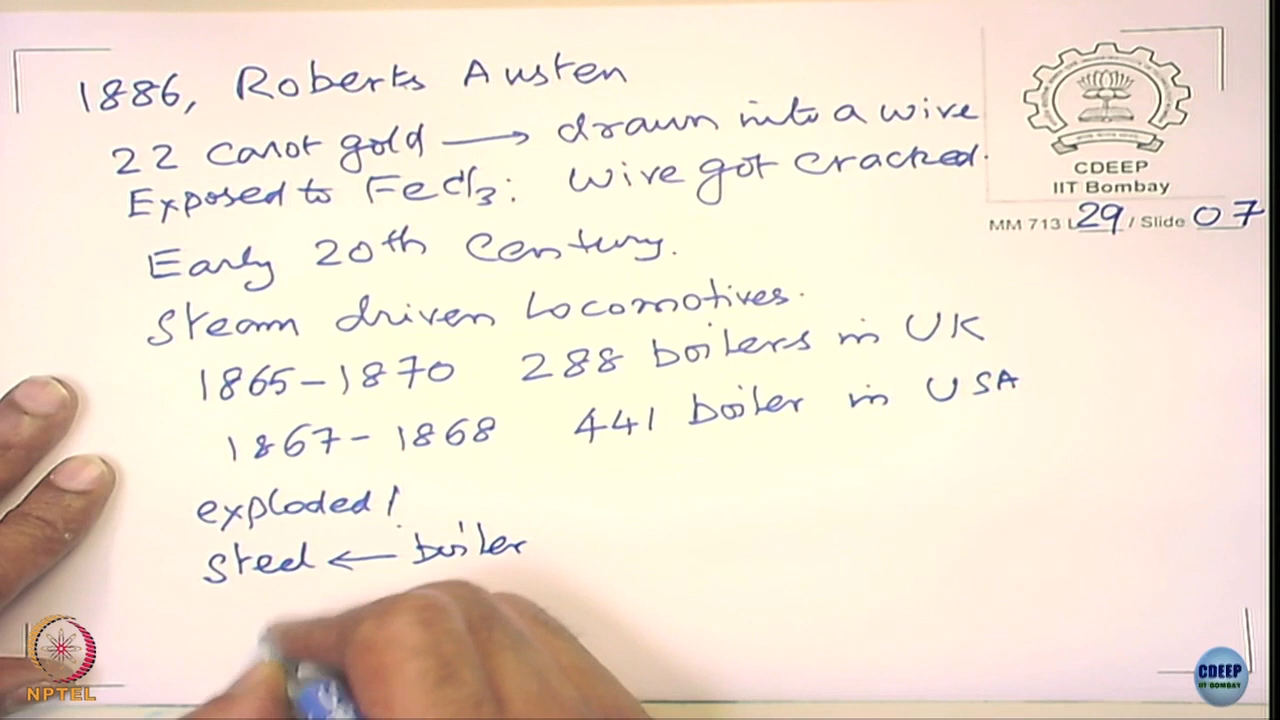 1886, Roberts Austen
22 Carot gold → drawn into a wire
Exposed to FeCl3: Wire got cracked.
Early 20th Century.
Steam driven Locomotives.
1865-1870 288 boilers in UK
1867-1868 441 boiler in USA
exploded!
Steel ← boiler
CDEEP
IIT Bombay
MM 713 L29 / Slide 07
NPTEL
CDEEP
IIT BOMBAY